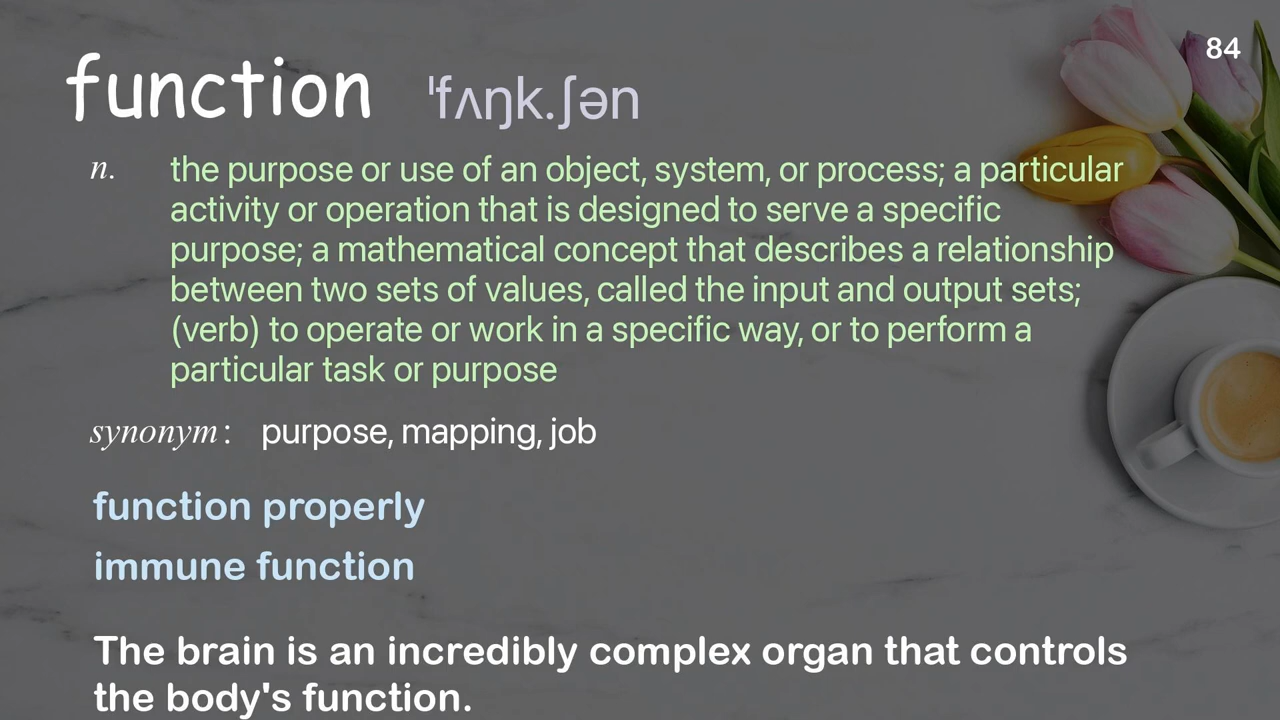 84
function ˈfʌŋk.ʃən
n. the purpose or use of an object, system, or process; a particular
activity or operation that is designed to serve a specific
purpose; a mathematical concept that describes a relationship
between two sets of values, called the input and output sets;
(verb) to operate or work in a specific way, or to perform a
particular task or purpose
synonym: purpose, mapping, job
function properly
immune function
The brain is an incredibly complex organ that controls
the body's function.